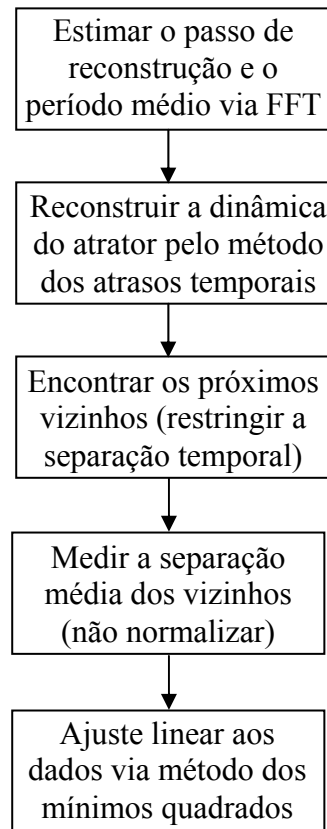 Estimar o passo de
reconstrução e o
período médio via FFT
Reconstruir a dinâmica
do atrator pelo método
dos atrasos temporais
Encontrar os próximos
vizinhos (restringir a
separação temporal)
Medir a separação
média dos vizinhos
(não normalizar)
Ajuste linear aos
dados via método dos
mínimos quadrados